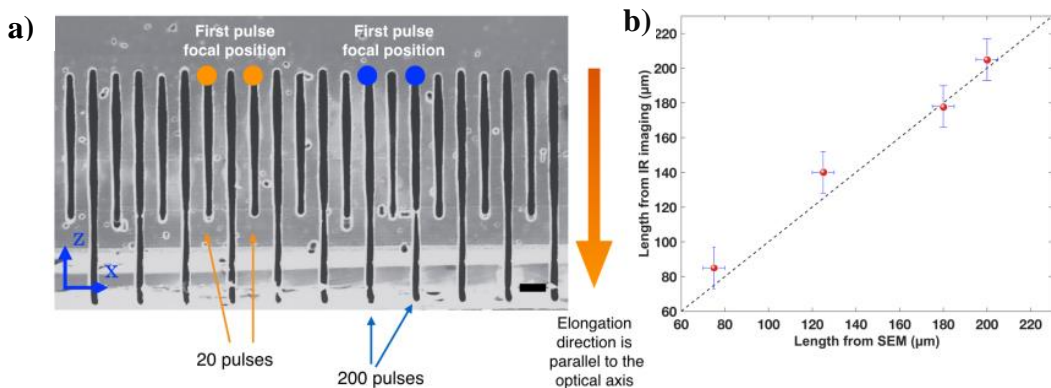 a)
First pulse
focal position
First pulse
focal position
z
x
20 pulses
200 pulses
Elongation
direction is
parallel to the
optical axis
b)
Length from IR imaging (μm)
220
200
180
160
140
120
100
80
60
60 80 100 120 140 160 180 200 220
Length from SEM (μm)